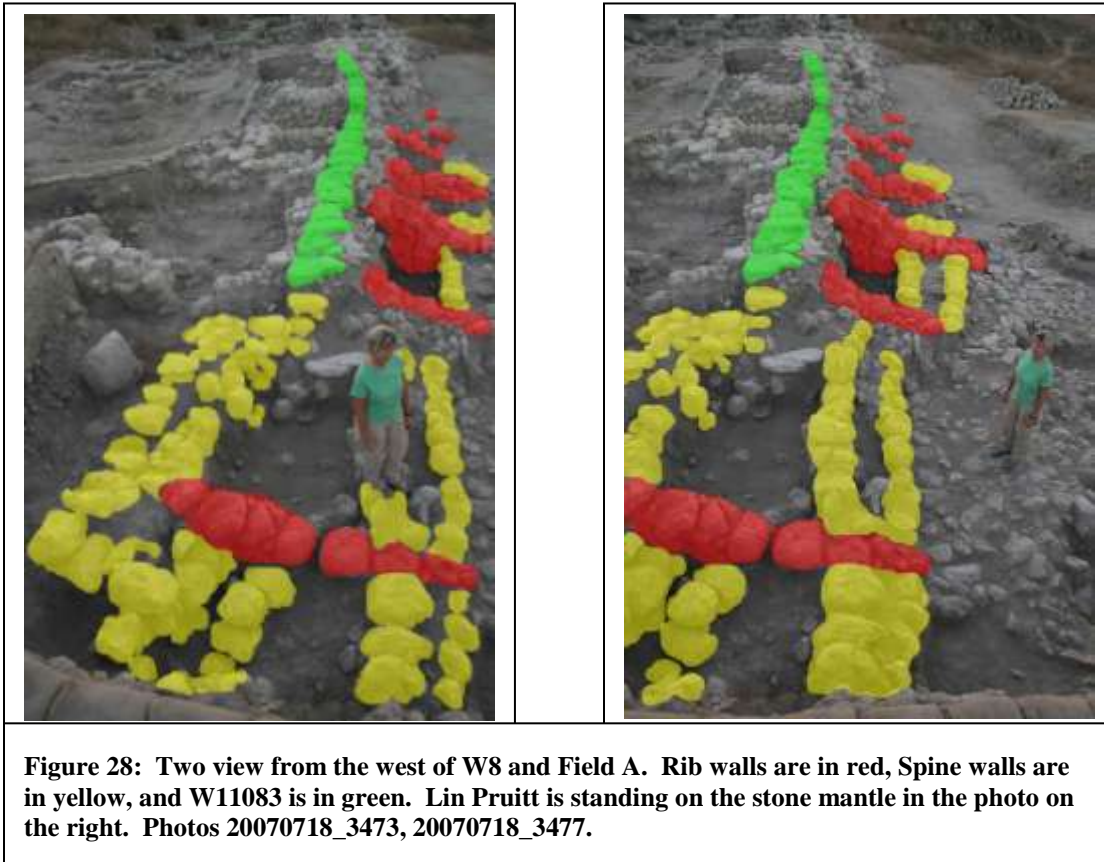 Figure 28: Two view from the west of W8 and Field A. Rib walls are in red, Spine walls are
in yellow, and W11083 is in green. Lin Pruitt is standing on the stone mantle in the photo on
the right. Photos 20070718_3473, 20070718_3477.